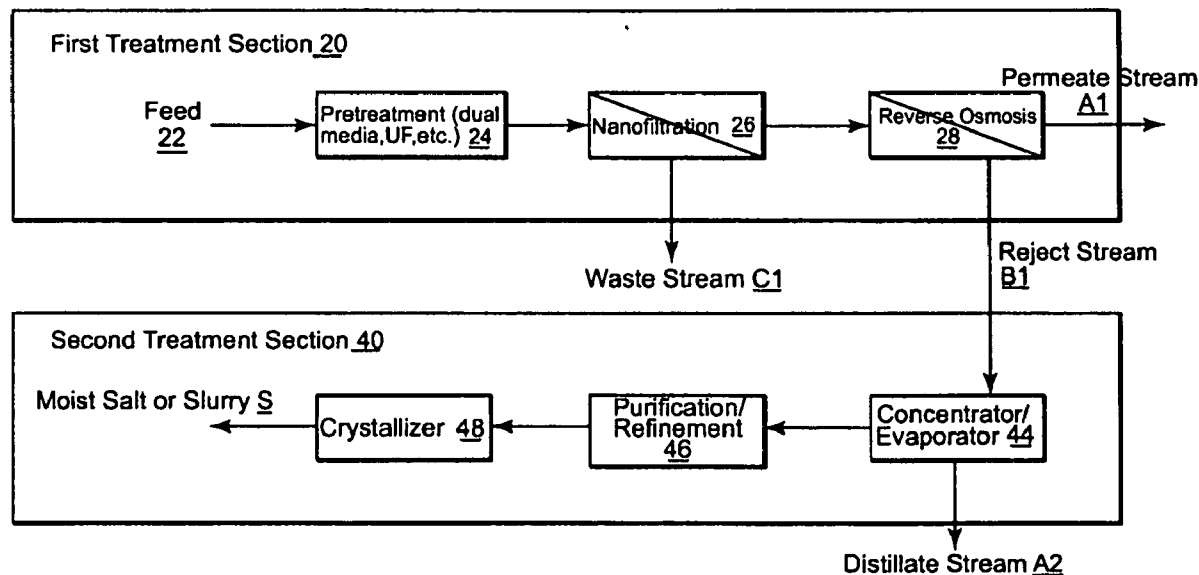 First Treatment Section 20
Permeate Stream
A1
Feed
22
Pretreatment (dual
media,UF,etc.) 24
Nanofiltration 26
Reverse Osmosis
28
Reject Stream
B1
Waste Stream C1
Second Treatment Section 40
Moist Salt or Slurry S
Crystallizer 48
Purification/
Refinement
46
Concentrator/
Evaporator 44
Distillate Stream A2